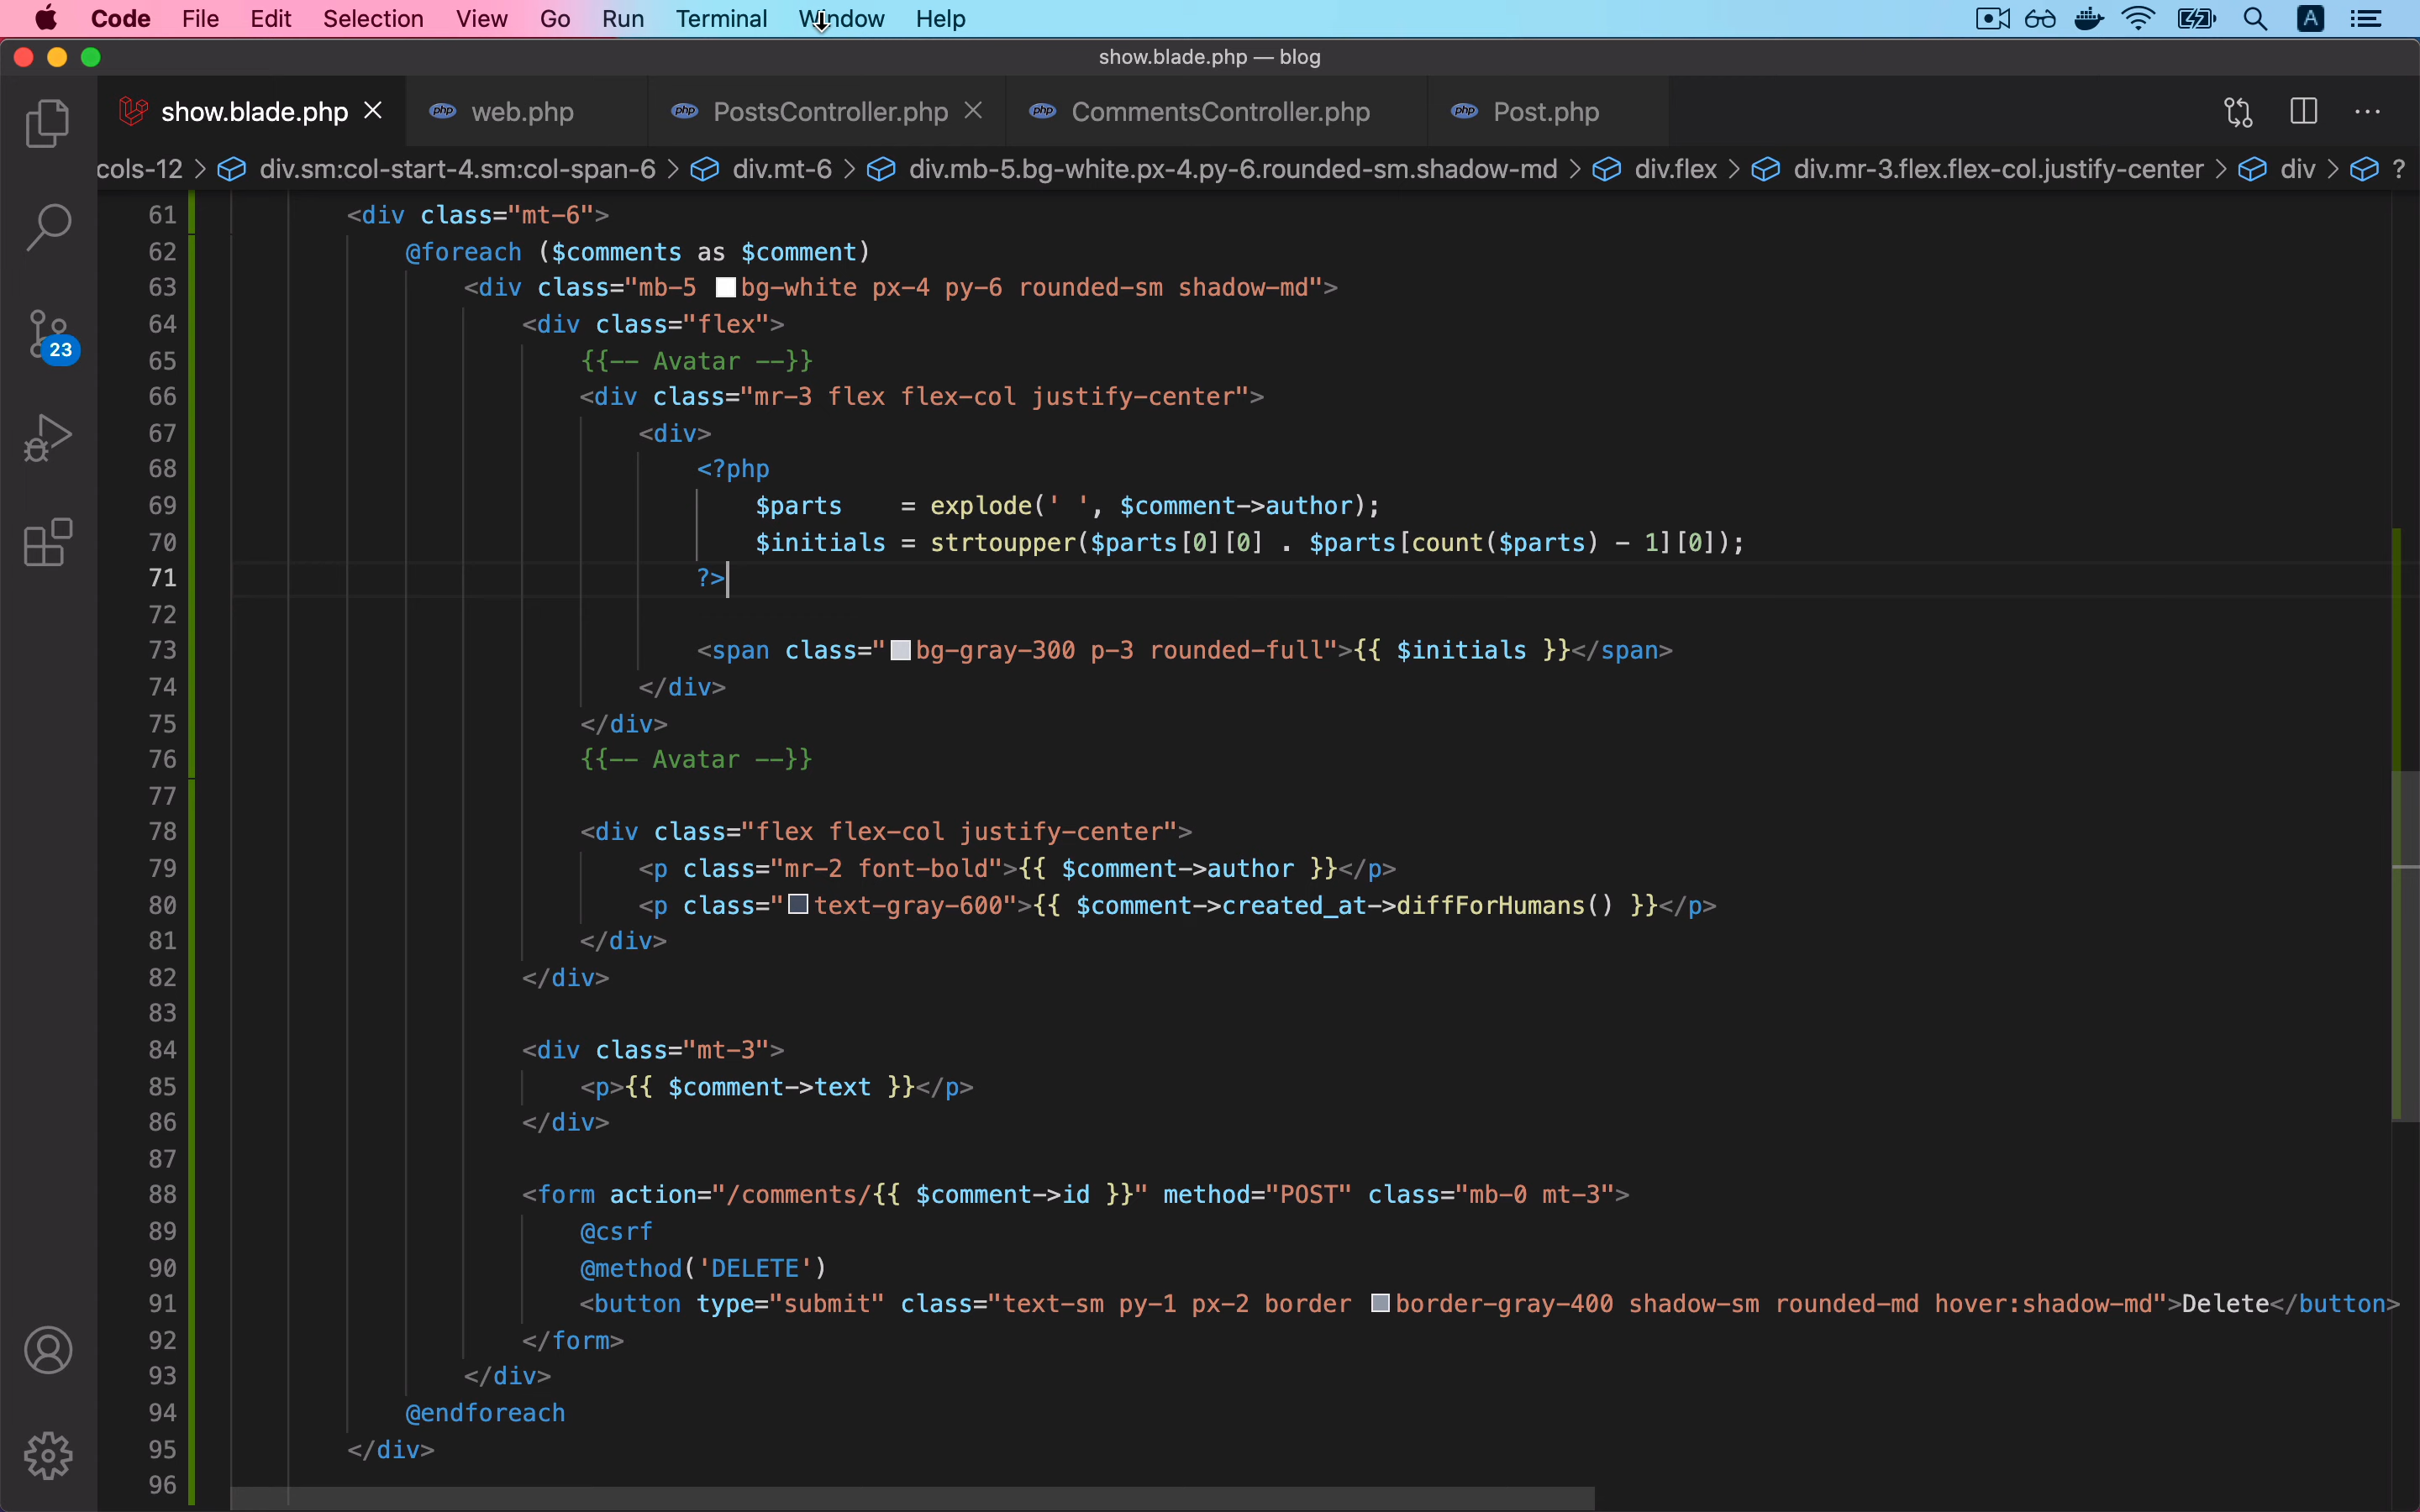 Code File Edit Selection View Go Run Terminal Window Help A
show.blade.php — blog
show.blade.php web.php PostsController.php CommentsController.php Post.php
cols-12 > div.sm:col-start-4.sm:col-span-6 > div.mt-6 > div.mb-5.bg-white.px-4.py-6.rounded-sm.shadow-md > div.flex > div.mr-3.flex.flex-col.justify-center > div > ?
23
61 <div class="mt-6">
62 @foreach ($comments as $comment)
63 <div class="mb-5 bg-white px-4 py-6 rounded-sm shadow-md">
64 <div class="flex">
65 {{-- Avatar --}}
66 <div class="mr-3 flex flex-col justify-center">
67 <div>
68 <?php
69 $parts    = explode(' ', $comment->author);
70 $initials = strtoupper($parts[0][0] . $parts[count($parts) - 1][0]);
71 ?>
72
73 <span class="bg-gray-300 p-3 rounded-full">{{ $initials }}</span>
74 </div>
75 </div>
76 {{-- Avatar --}}
77
78 <div class="flex flex-col justify-center">
79 <p class="mr-2 font-bold">{{ $comment->author }}</p>
80 <p class="text-gray-600">{{ $comment->created_at->diffForHumans() }}</p>
81 </div>
82 </div>
83
84 <div class="mt-3">
85 <p>{{ $comment->text }}</p>
86 </div>
87
88 <form action="/comments/{{ $comment->id }}" method="POST" class="mb-0 mt-3">
89 @csrf
90 @method('DELETE')
91 <button type="submit" class="text-sm py-1 px-2 border border-gray-400 shadow-sm rounded-md hover:shadow-md">Delete</button>
92 </form>
93 </div>
94 @endforeach
95 </div>
96